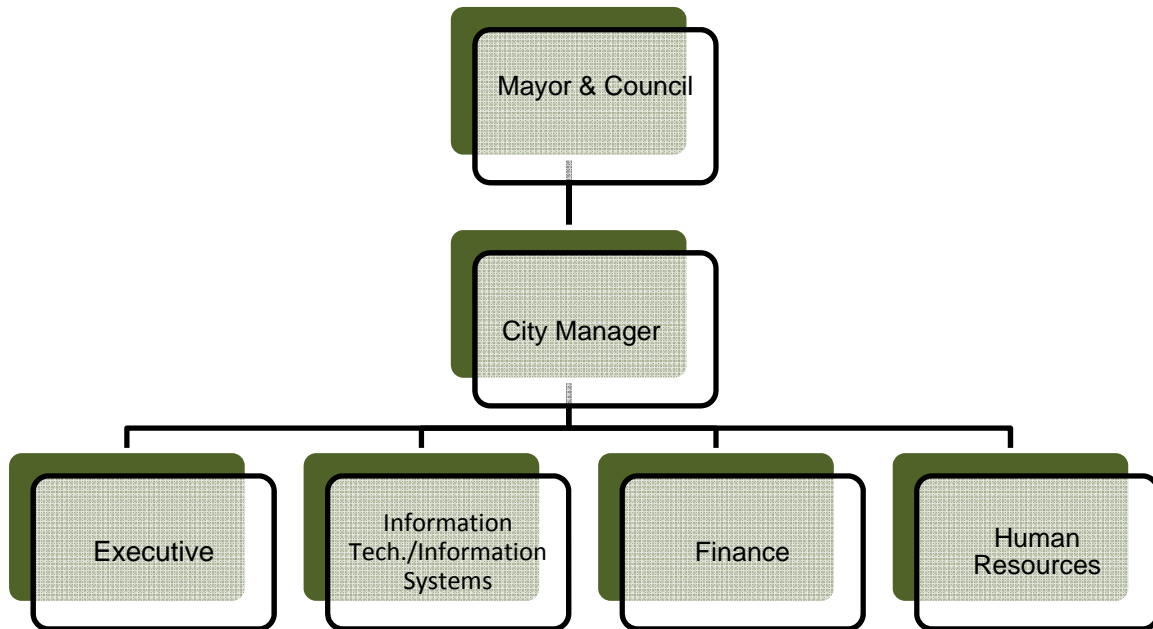 Mayor & Council
City Manager
Executive
Information
Tech./Information
Systems
Finance
Human
Resources